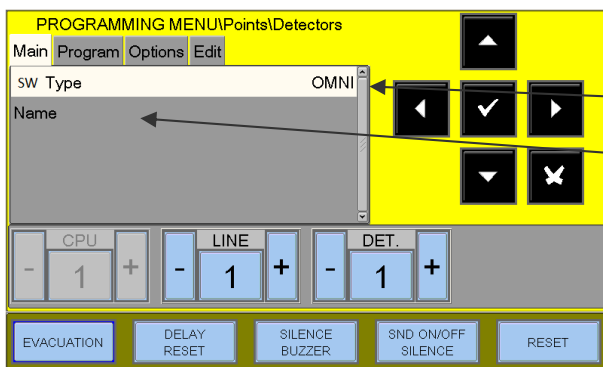 PROGRAMMING MENU\Points\Detectors
Main Program Options Edit
SW Type OMNI
Name
CPU LINE DET.
- 1 + - 1 + - 1 +
EVACUATION DELAY RESET SILENCE BUZZER SND ON/OFF SILENCE RESET